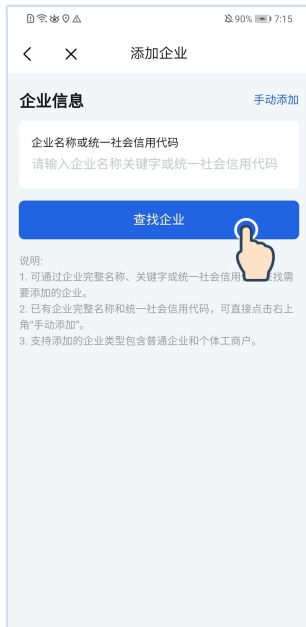 90% 7:15
添加企业
企业信息 手动添加
企业名称或统一社会信用代码
请输入企业名称关键字或统一社会信用代码
查找企业
说明:
1. 可通过企业完整名称、关键字或统一社会信用 查找需
要添加的企业。
2. 已有企业完整名称和统一社会信用代码，可直接点击右上
角“手动添加”。
3. 支持添加的企业类型包含普通企业和个体工商户。